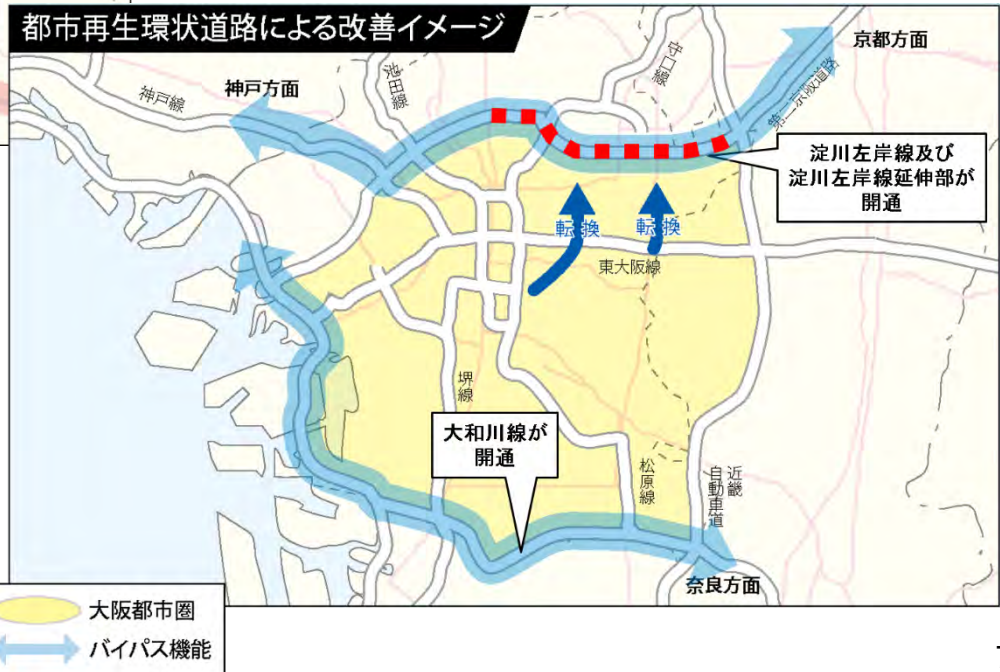 都市再生環状道路による改善イメージ
京都方面
神戸方面
神戸線
池田線
守口線
第二京阪道路
淀川左岸線及び
淀川左岸線延伸部が
開通
転換
転換
東大阪線
堺線
大和川線が
開通
松原線
近畿
自動車道
奈良方面
大阪都市圏
バイパス機能